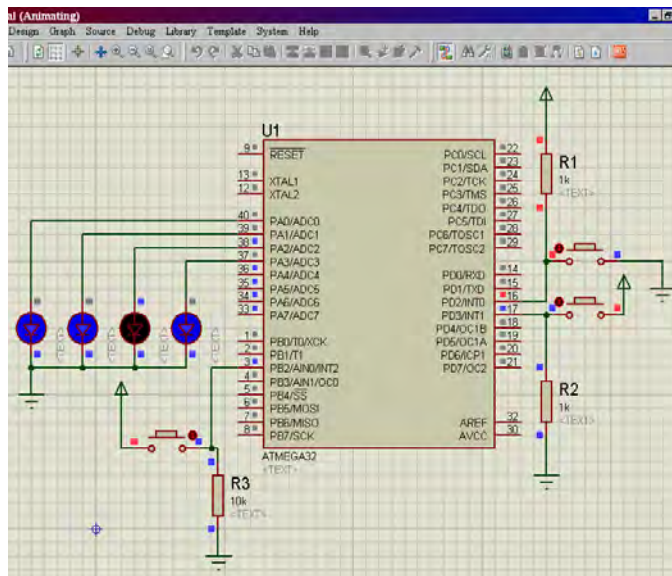 al (Animating)
Design Graph Source Debug Library Template System Help
U1
9 RESET
13 XTAL1
12 XTAL2
40 PA0/ADC0
39 PA1/ADC1
38 PA2/ADC2
37 PA3/ADC3
36 PA4/ADC4
35 PA5/ADC5
34 PA6/ADC6
33 PA7/ADC7
1 PB0/T0/XCK
2 PB1/T1
3 PB2/AIN0/INT2
4 PB3/AIN1/OC0
5 PB4/SS
6 PB5/MOSI
7 PB6/MISO
8 PB7/SCK
PC0/SCL 22
PC1/SDA 23
PC2/TCK 24
PC3/TMS 25
PC4/TDO 26
PC5/TDI 27
PC6/TOSC1 28
PC7/TOSC2 29
PD0/RXD 14
PD1/TXD 15
PD2/INT0 16
PD3/INT1 17
PD4/OC1B 18
PD5/OC1A 19
PD6/ICP1 20
PD7/OC2 21
AREF 32
AVCC 30
ATMEGA32
<TEXT>
R1
1k
<TEXT>
R2
1k
<TEXT>
R3
10k
<TEXT>